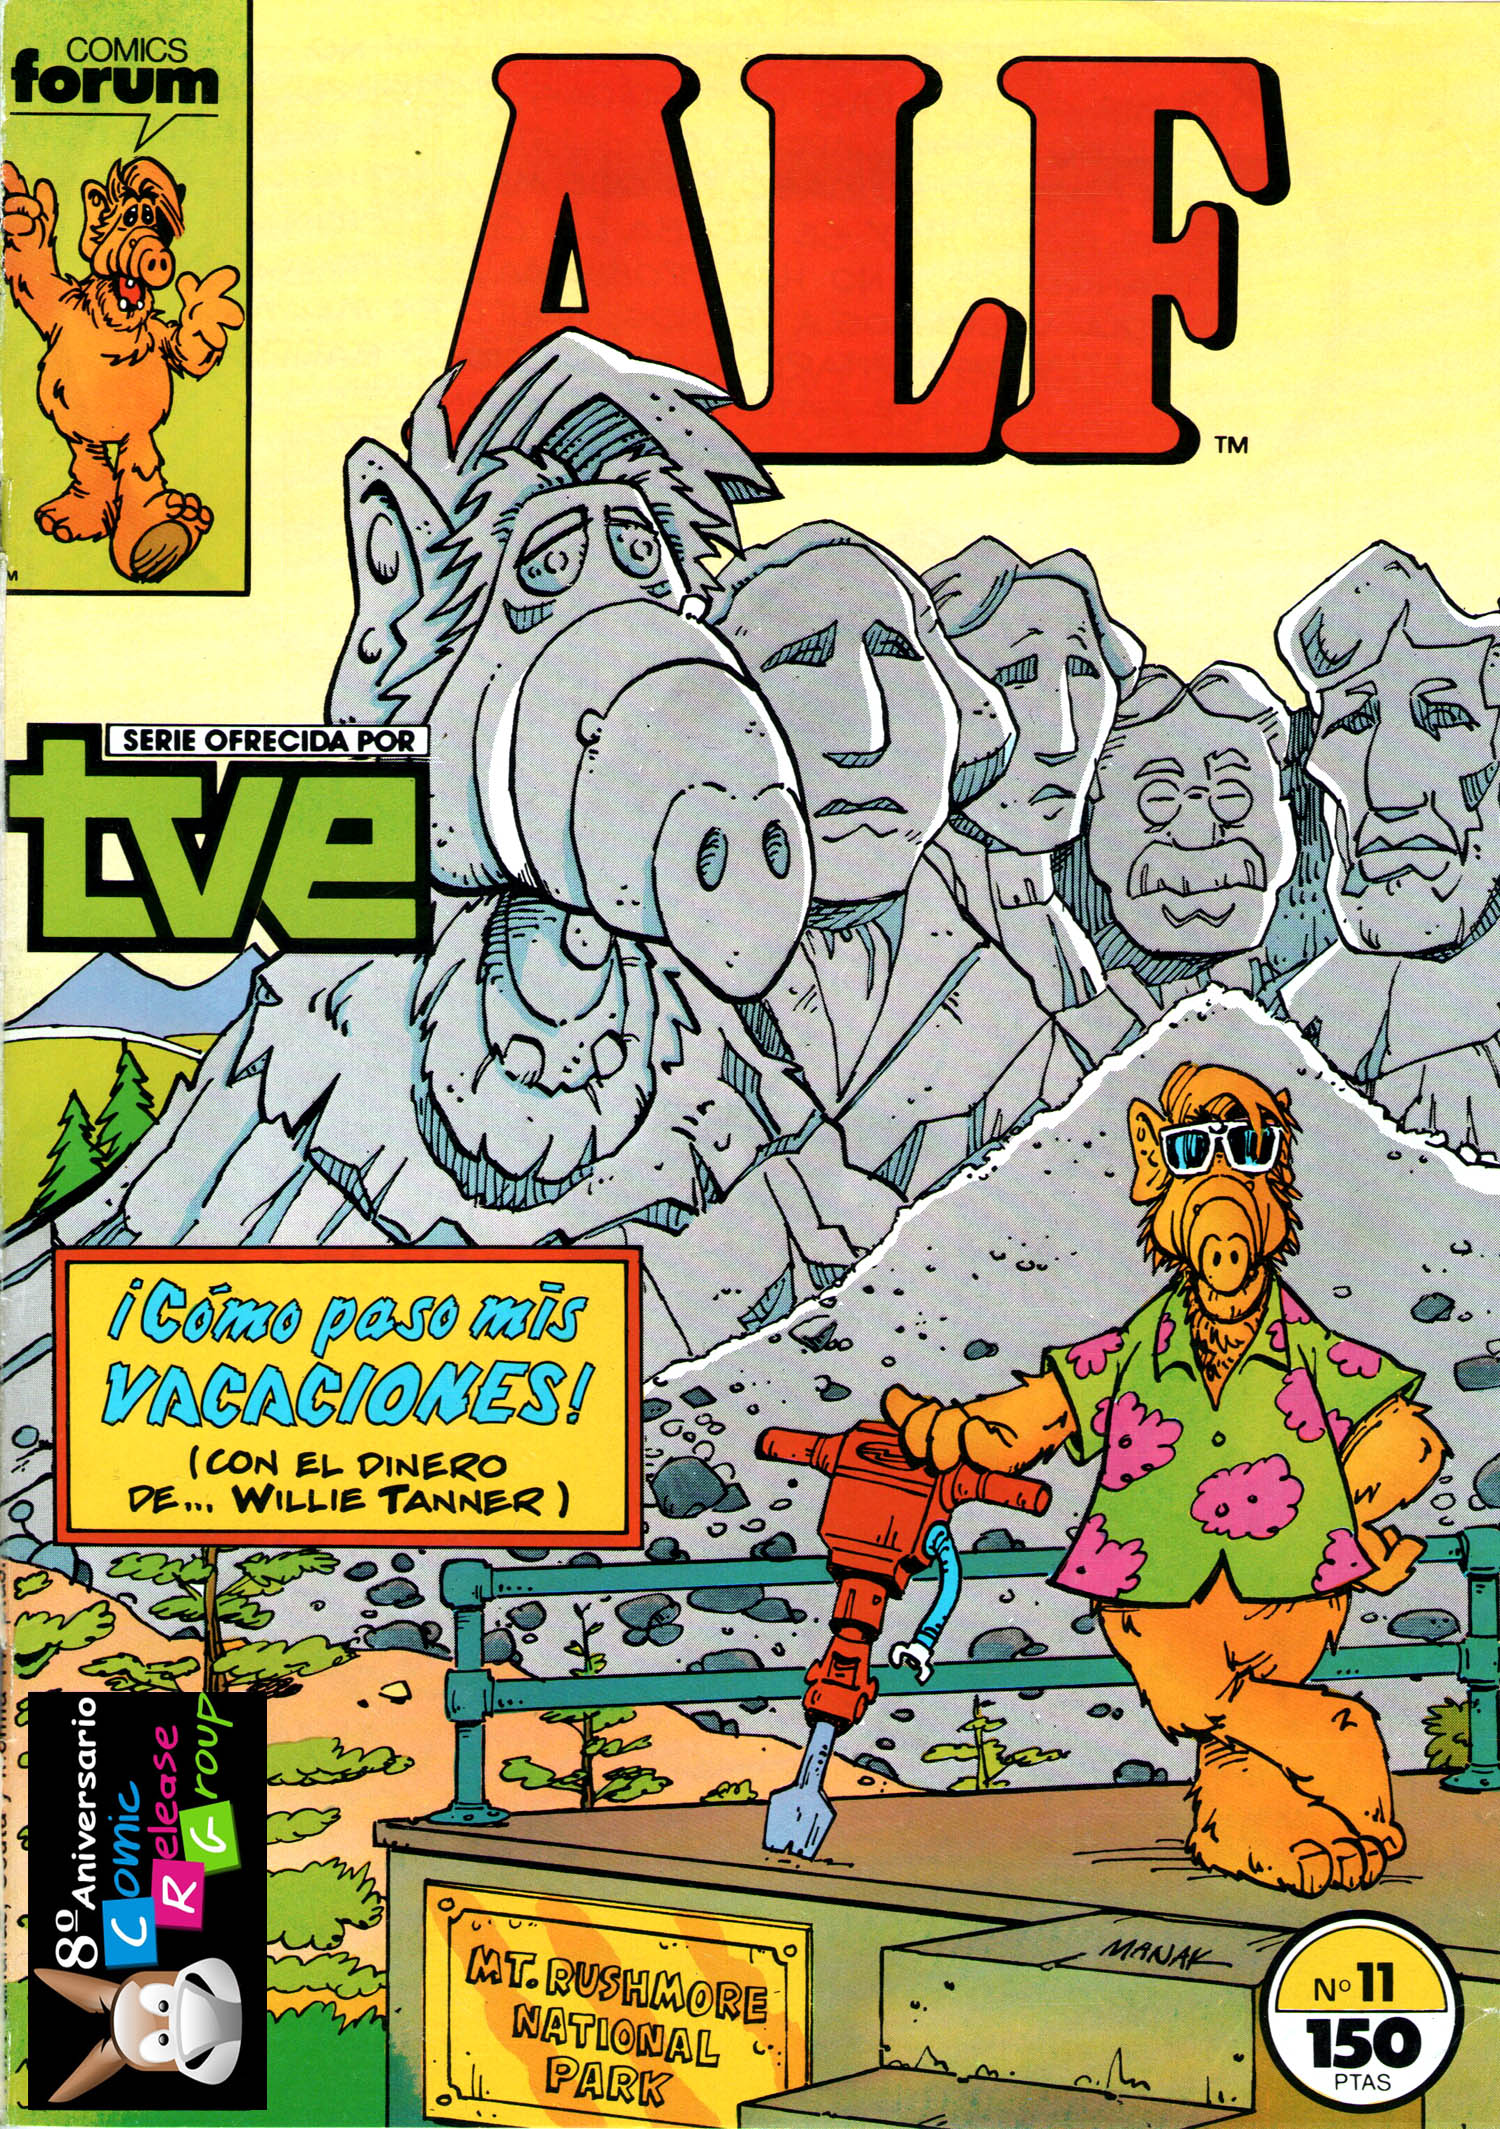 COMICS
forum
ALF
TM
M
SERIE OFRECIDA POR
tve
¡Cómo paso mis
VACACIONES!
(CON EL DINERO
DE... WILLIE TANNER)
8º Aniversario
Comic
Release
Group
MT. RUSHMORE
NATIONAL
PARK
MANAK
Nº 11
150
PTAS